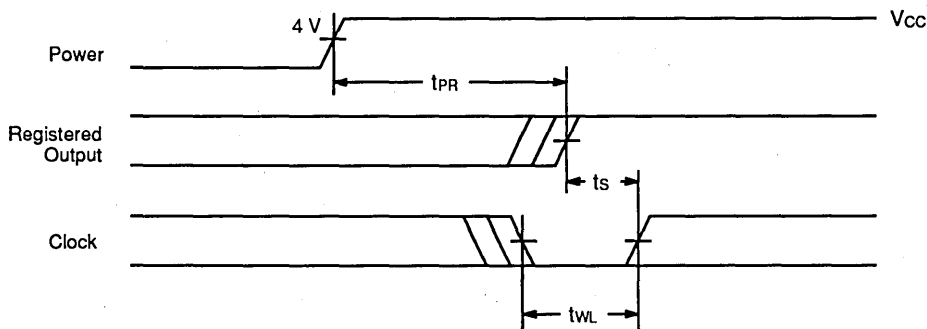 4 V
VCC
Power
tPR
Registered
Output
tS
Clock
tWL